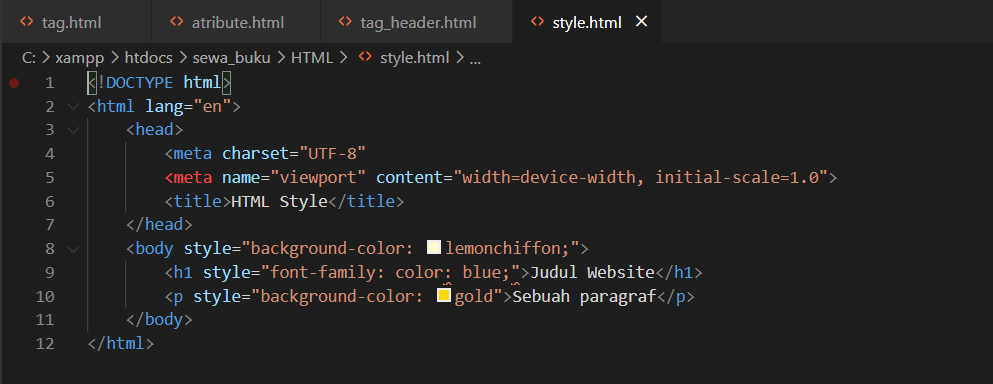 tag.html atribute.html tag_header.html style.html
C: > xampp > htdocs > sewa_buku > HTML > style.html > ...
1 <!DOCTYPE html>
2 <html lang="en">
3 <head>
4 <meta charset="UTF-8"
5 <meta name="viewport" content="width=device-width, initial-scale=1.0">
6 <title>HTML Style</title>
7 </head>
8 <body style="background-color: lemonchiffon;">
9 <h1 style="font-family: color: blue;">Judul Website</h1>
10 <p style="background-color: gold">Sebuah paragraf</p>
11 </body>
12 </html>